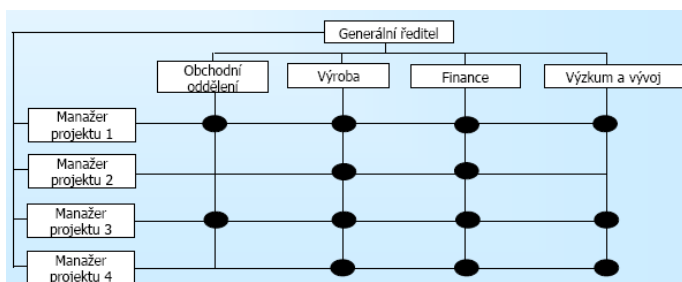 Generální ředitel
Obchodní
oddělení
Výroba
Finance
Výzkum a vývoj
Manažer
projektu 1
Manažer
projektu 2
Manažer
projektu 3
Manažer
projektu 4